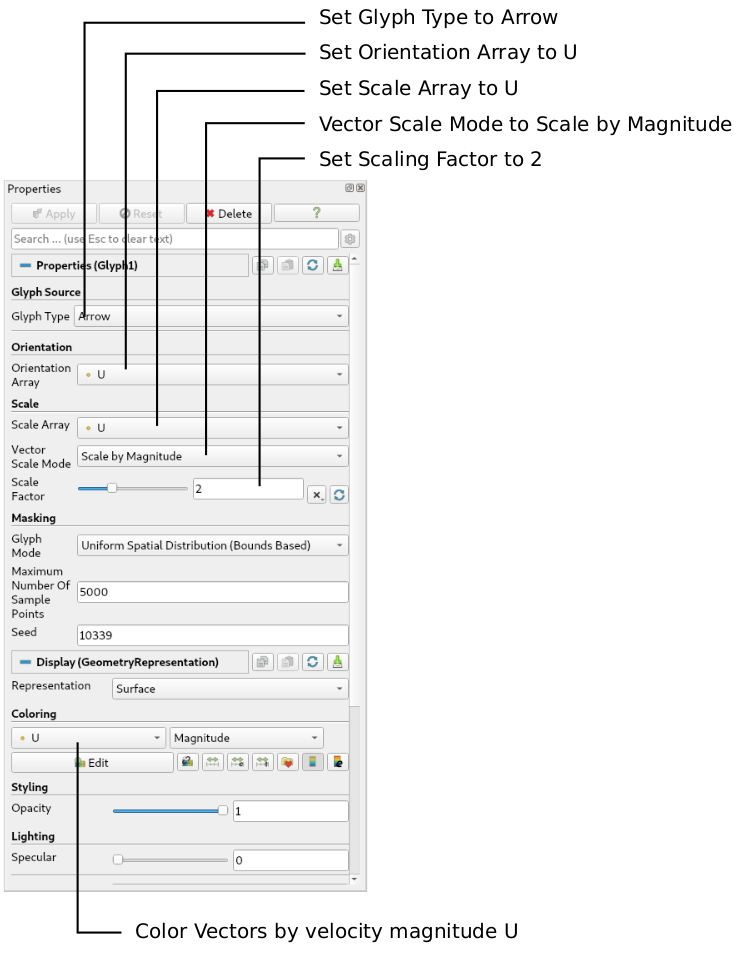 Set Glyph Type to Arrow
Set Orientation Array to U
Set Scale Array to U
Vector Scale Mode to Scale by Magnitude
Set Scaling Factor to 2
Properties
Apply Reset Delete ?
Search ... (use Esc to clear text)
Properties (Glyph1)
Glyph Source
Glyph Type Arrow
Orientation
Orientation
Array
U
Scale
Scale Array U
Vector
Scale Mode
Scale by Magnitude
Scale
Factor
2
Masking
Glyph
Mode
Uniform Spatial Distribution (Bounds Based)
Maximum
Number Of
Sample
Points
5000
Seed 10339
Display (GeometryRepresentation)
Representation Surface
Coloring
U Magnitude
Edit
Styling
Opacity 1
Lighting
Specular 0
Color Vectors by velocity magnitude U